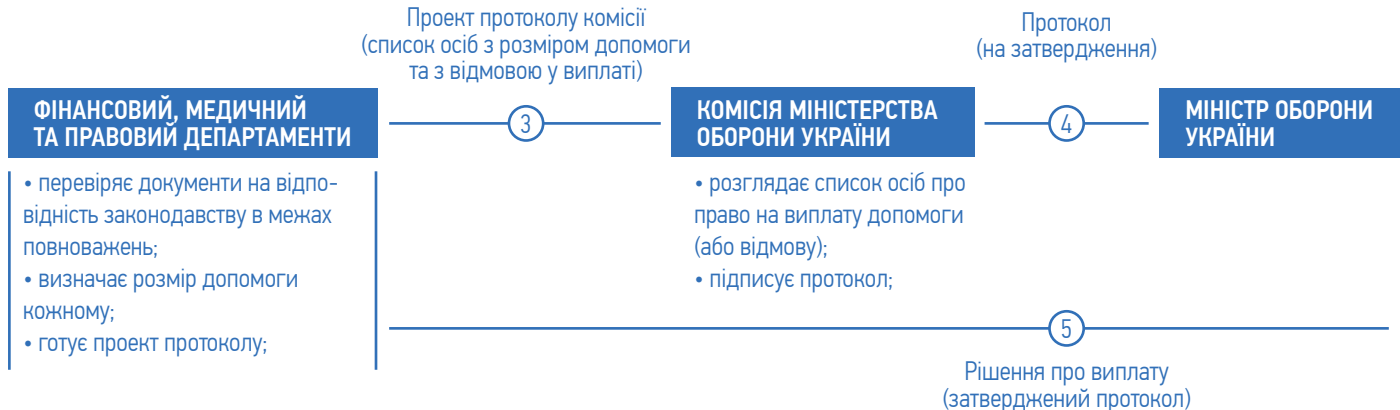 Проект протоколу комісії
(список осіб з розміром допомоги
та з відмовою у виплаті)
Протокол
(на затвердження)
ФІНАНСОВИЙ, МЕДИЧНИЙ
ТА ПРАВОВИЙ ДЕПАРТАМЕНТИ
3
КОМІСІЯ МІНІСТЕРСТВА
ОБОРОНИ УКРАЇНИ
4
МІНІСТР ОБОРОНИ
УКРАЇНИ
• перевіряє документи на відпо-
відність законодавству в межах
повноважень;
• визначає розмір допомоги
кожному;
• готує проект протоколу;
• розглядає список осіб про
право на виплату допомоги
(або відмову);
• підписує протокол;
5
Рішення про виплату
(затверджений протокол)